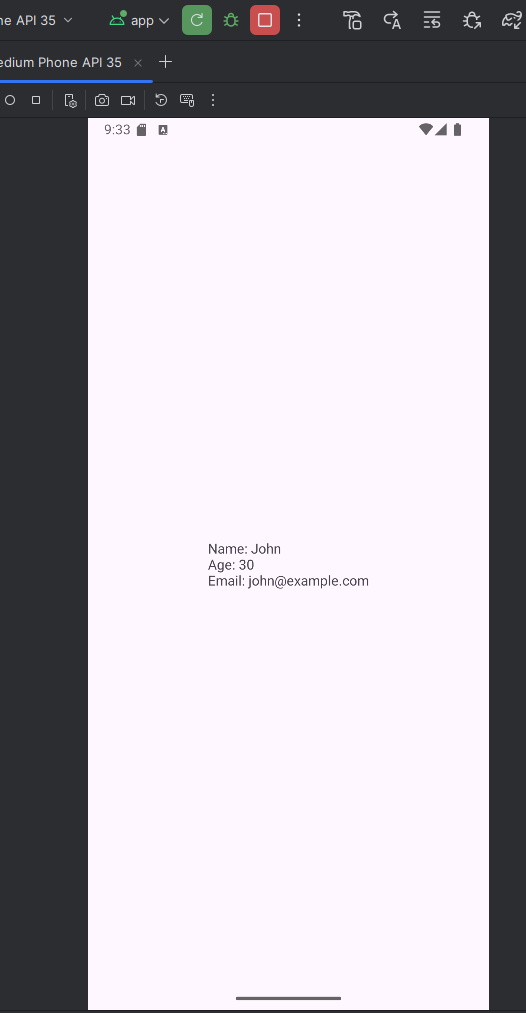 ne API 35
app
edium Phone API 35
9:33
Name: John
Age: 30
Email: john@example.com